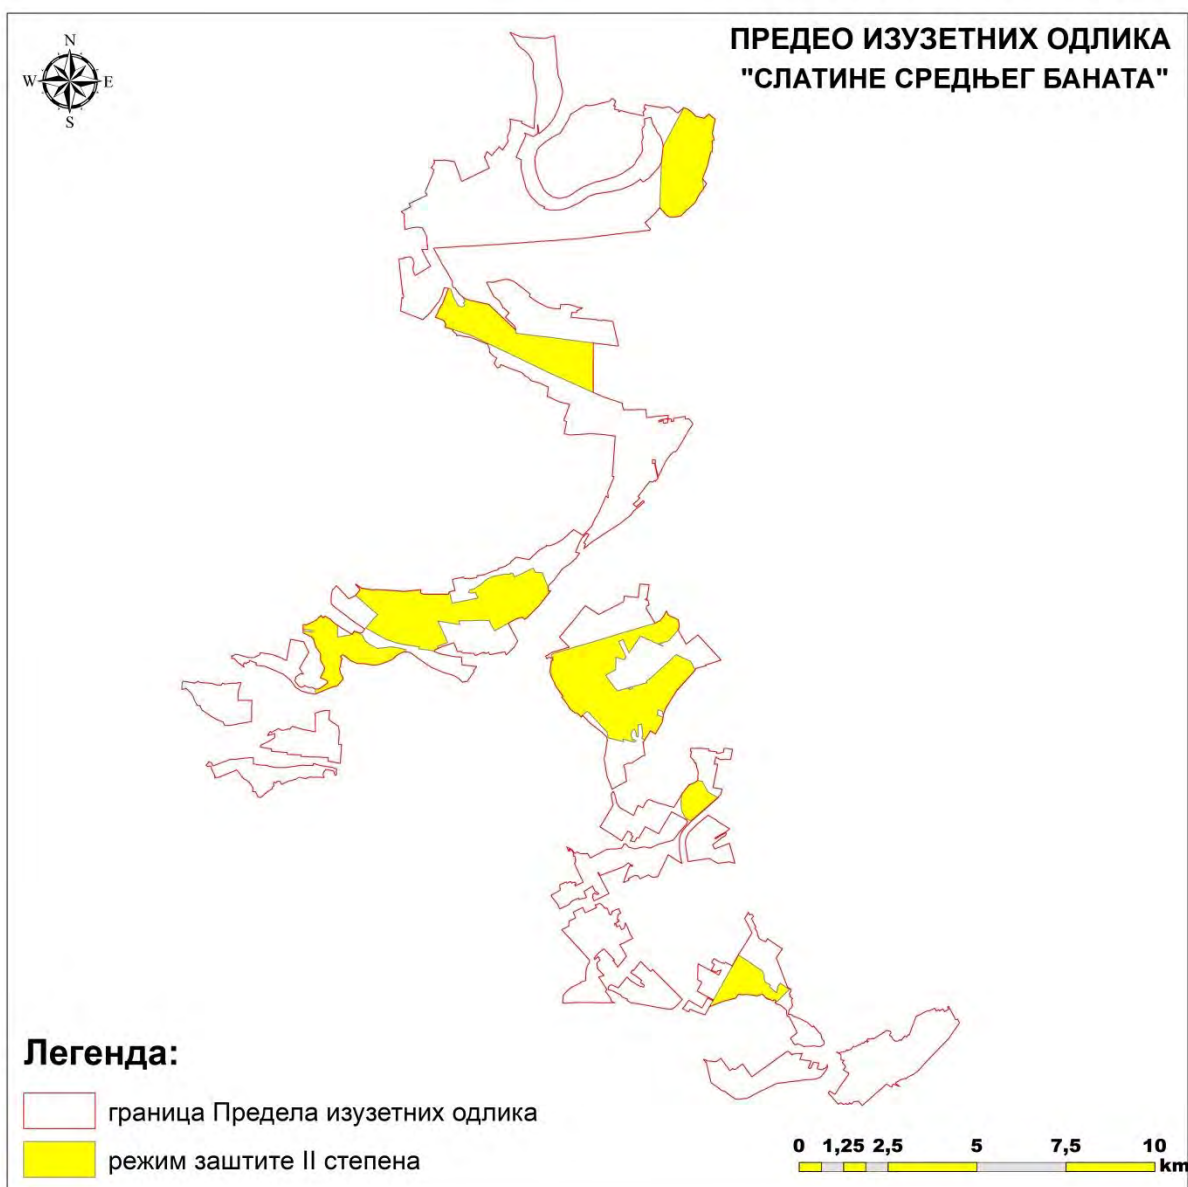 ПРЕДЕО ИЗУЗЕТНИХ ОДЛИКА
"СЛАТИНЕ СРЕДЊЕГ БАНАТА"
N
W E
S
Легенда:
граница Предела изузетних одлика
режим заштите II степена
0 1,25 2,5 5 7,5 10
km